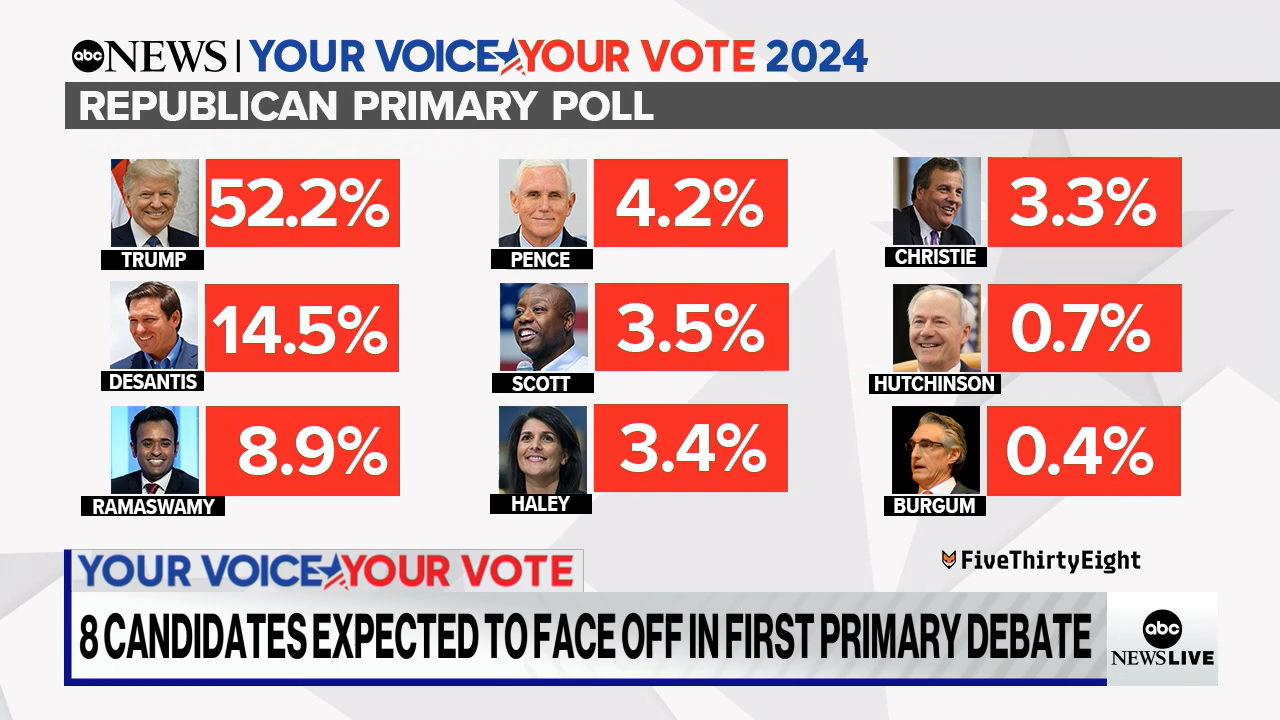 abc NEWS | YOUR VOICE YOUR VOTE 2024
REPUBLICAN PRIMARY POLL
52.2%
TRUMP
14.5%
DESANTIS
8.9%
RAMASWAMY
4.2%
PENCE
3.5%
SCOTT
3.4%
HALEY
3.3%
CHRISTIE
0.7%
HUTCHINSON
0.4%
BURGUM
FiveThirtyEight
YOUR VOICE YOUR VOTE
8 CANDIDATES EXPECTED TO FACE OFF IN FIRST PRIMARY DEBATE
abc
NEWS LIVE